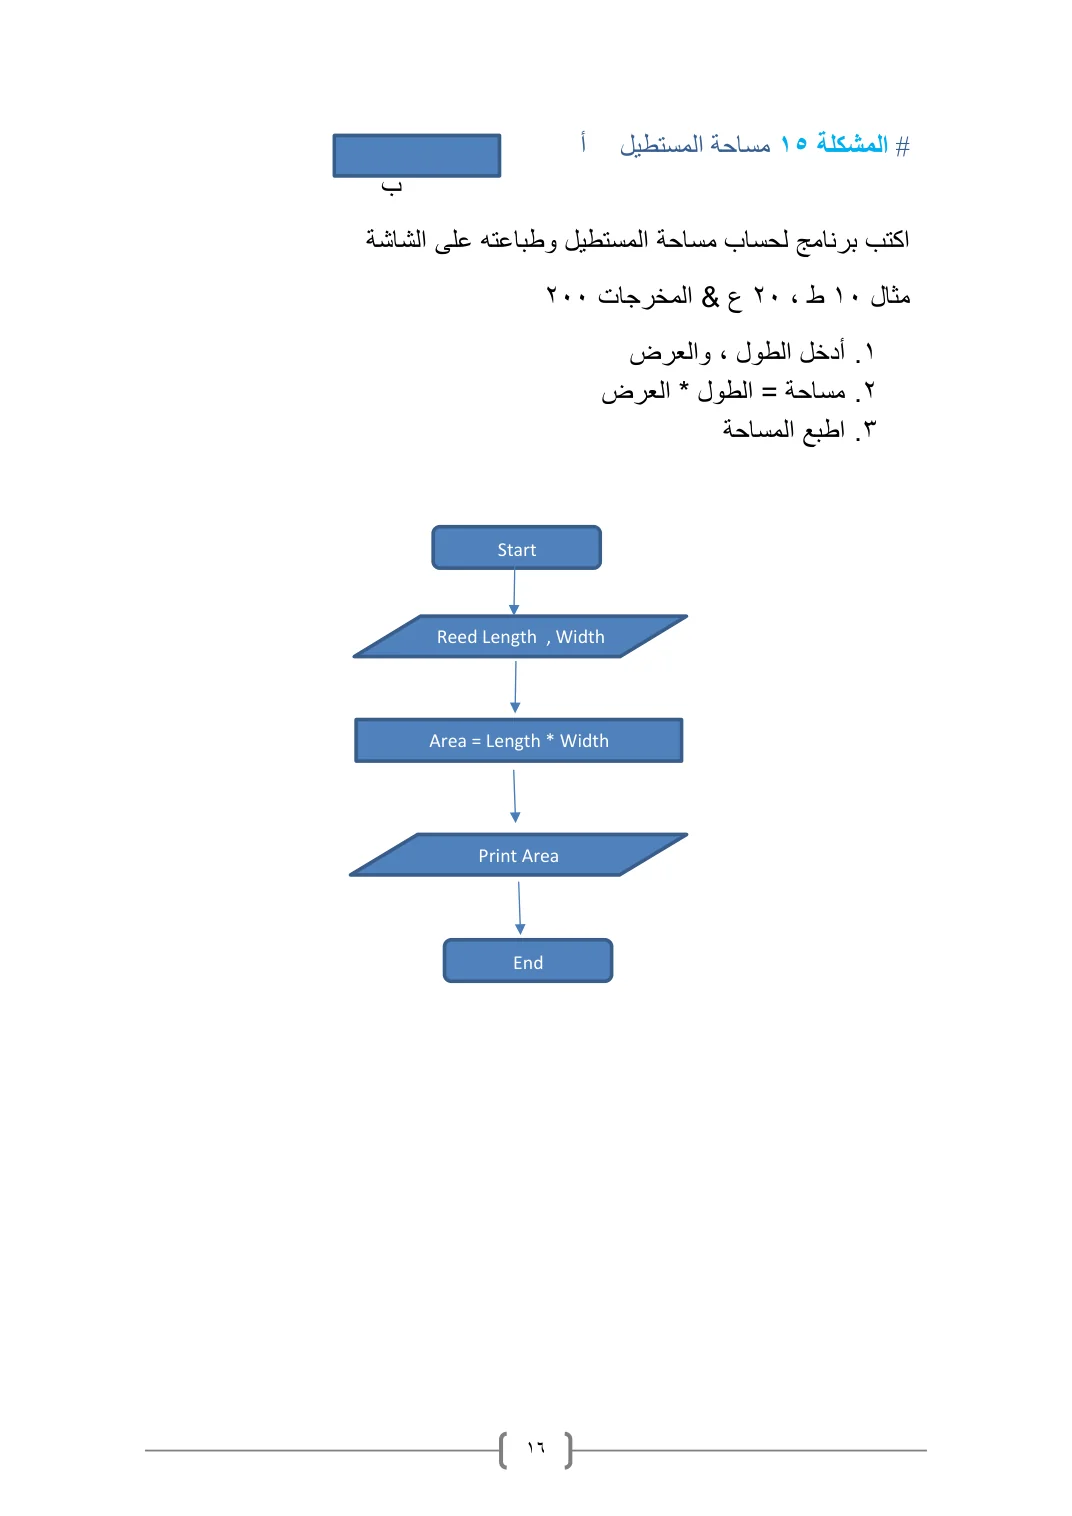 # المشكلة ١٥ مساحة المستطيل أ
ب
اكتب برنامج لحساب مساحة المستطيل وطباعته على الشاشة
مثال ١٠ ط ، ٢٠ ع & المخرجات ٢٠٠
١. أدخل الطول ، والعرض
٢. مساحة = الطول * العرض
٣. اطبع المساحة
Start
Reed Length , Width
Area = Length * Width
Print Area
End
١٦